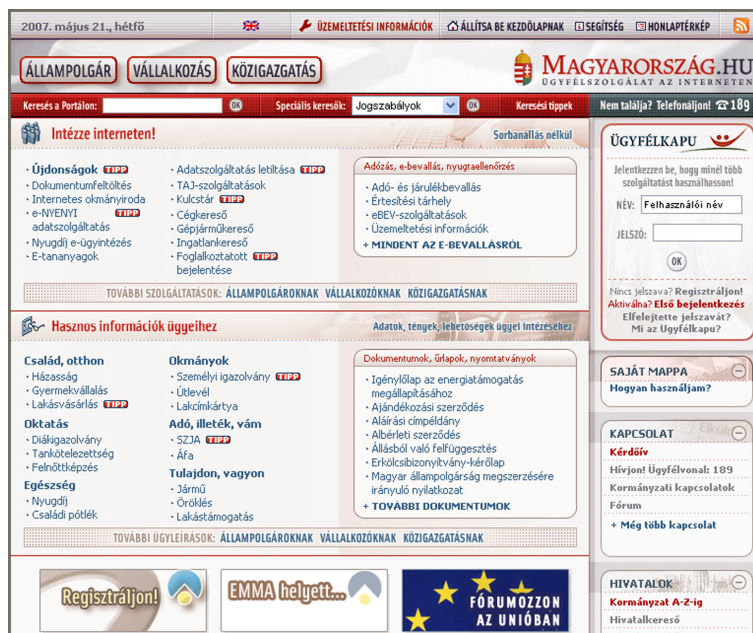 2007. május 21., hétfő
ÜZEMELTETÉSI INFORMÁCIÓK
ÁLLÍTSA BE KEZDŐLAPNAK
SEGÍTSÉG
HONLAPTÉRKÉP
ÁLLAMPOLGÁR
VÁLLALKOZÁS
KÖZIGAZGATÁS
MAGYARORSZÁG.HU
ÜGYFÉLSZOLGÁLAT AZ INTERNETEN
Keresés a Portálon:
OK
Speciális keresők:
Jogszabályok
OK
Keresési tippek
Nem találja? Telefonáljon! 189
Intézze interneten!
Sorbanállás nélkül
Újdonságok TIPP
Dokumentumfeltöltés
Internetes okmányiroda
e-NYENYI TIPP
adatszolgáltatás
Nyugdíj e-ügyintézés
E-tananyagok
Adatszolgáltatás letiltása TIPP
TAJ-szolgáltatások
Kulcstár TIPP
Cégkereső
Gépjárműkereső
Ingatlankereső
Foglalkoztatott TIPP
bejelentése
Adózás, e-bevallás, nyugtaellenőrzés
Adó- és járulékbevallás
Értesítési tárhely
eBEV-szolgáltatások
Üzemeltetési információk
+ MINDENT AZ E-BEVALLÁSRÓL
TOVÁBBI SZOLGÁLTATÁSOK: ÁLLAMPOLGÁROKNAK VÁLLALKOZÓKNAK KÖZIGAZGATÁSNAK
Hasznos információk ügyeihez
Adatok, tények, lehetőségek ügyei intézéséhez
Család, otthon
Házasság
Gyermekvállalás
Lakásvásárlás TIPP
Oktatás
Diákigazolvány
Tankötelezettség
Felnőttképzés
Egészség
Nyugdíj
Családi pótlék
Okmányok
Személyi igazolvány TIPP
Útlevél
Lakcímkártya
Adó, illeték, vám
SZJA TIPP
Áfa
Tulajdon, vagyon
Jármű
Öröklés
Lakástámogatás
Dokumentumok, űrlapok, nyomtatványok
Igénylőlap az energiatámogatás
megállapításához
Ajándékozási szerződés
Aláírási címpéldány
Albérleti szerződés
Állásból való felfüggesztés
Erkölcsibizonyítvány-kérőlap
Magyar állampolgárság megszerzésére
irányuló nyilatkozat
+ TOVÁBBI DOKUMENTUMOK
TOVÁBBI ÜGYLEÍRÁSOK: ÁLLAMPOLGÁROKNAK VÁLLALKOZÓKNAK KÖZIGAZGATÁSNAK
Regisztráljon!
EMMA helyett...
FÓRUMOZZON
AZ UNIÓBAN
ÜGYFÉLKAPU
Jelentkezzen be, hogy minél több
szolgáltatást használhasson!
NÉV: Felhasználói név
JELSZÓ:
OK
Nincs jelszava? Regisztráljon!
Aktiválna? Első bejelentkezés
Elfelejtette jelszavát?
Mi az Ügyfélkapu?
SAJÁT MAPPA
Hogyan használjam?
KAPCSOLAT
Kérdőív
Hívjon! Ügyfélvonal: 189
Kormányzati kapcsolatok
Fórum
+ Még több kapcsolat
HIVATALOK
Kormányzat A-Z-ig
Hivatalkereső